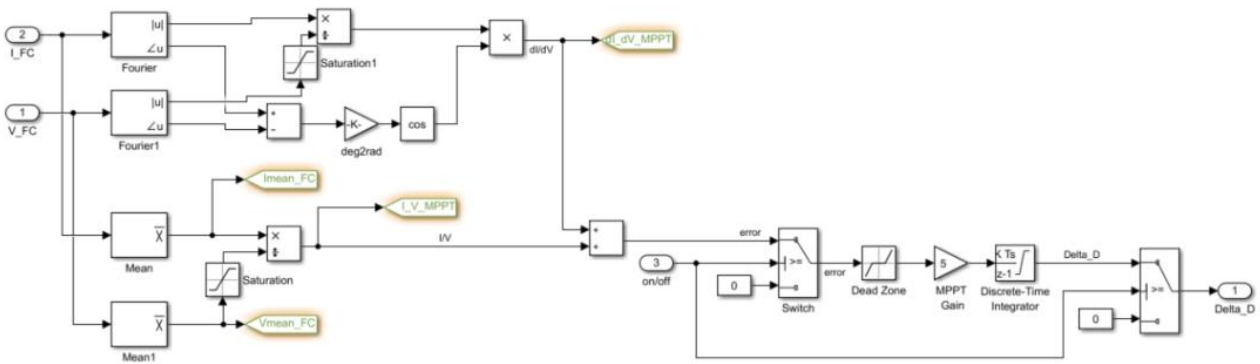 2
I_FC
|u|
∠u
Fourier
×
÷
Saturation1
×
dI/dV
dI_dV_MPPT
1
V_FC
|u|
∠u
Fourier1
+
−
-K-
deg2rad
cos
Imean_FC
I_V_MPPT
Mean
×
÷
I/V
+
+
error
Saturation
Mean1
Vmean_FC
3
on/off
0
>=
Switch
error
Dead Zone
5
MPPT
Gain
K Ts
z-1
Discrete-Time
Integrator
Delta_D
>=
0
1
Delta_D